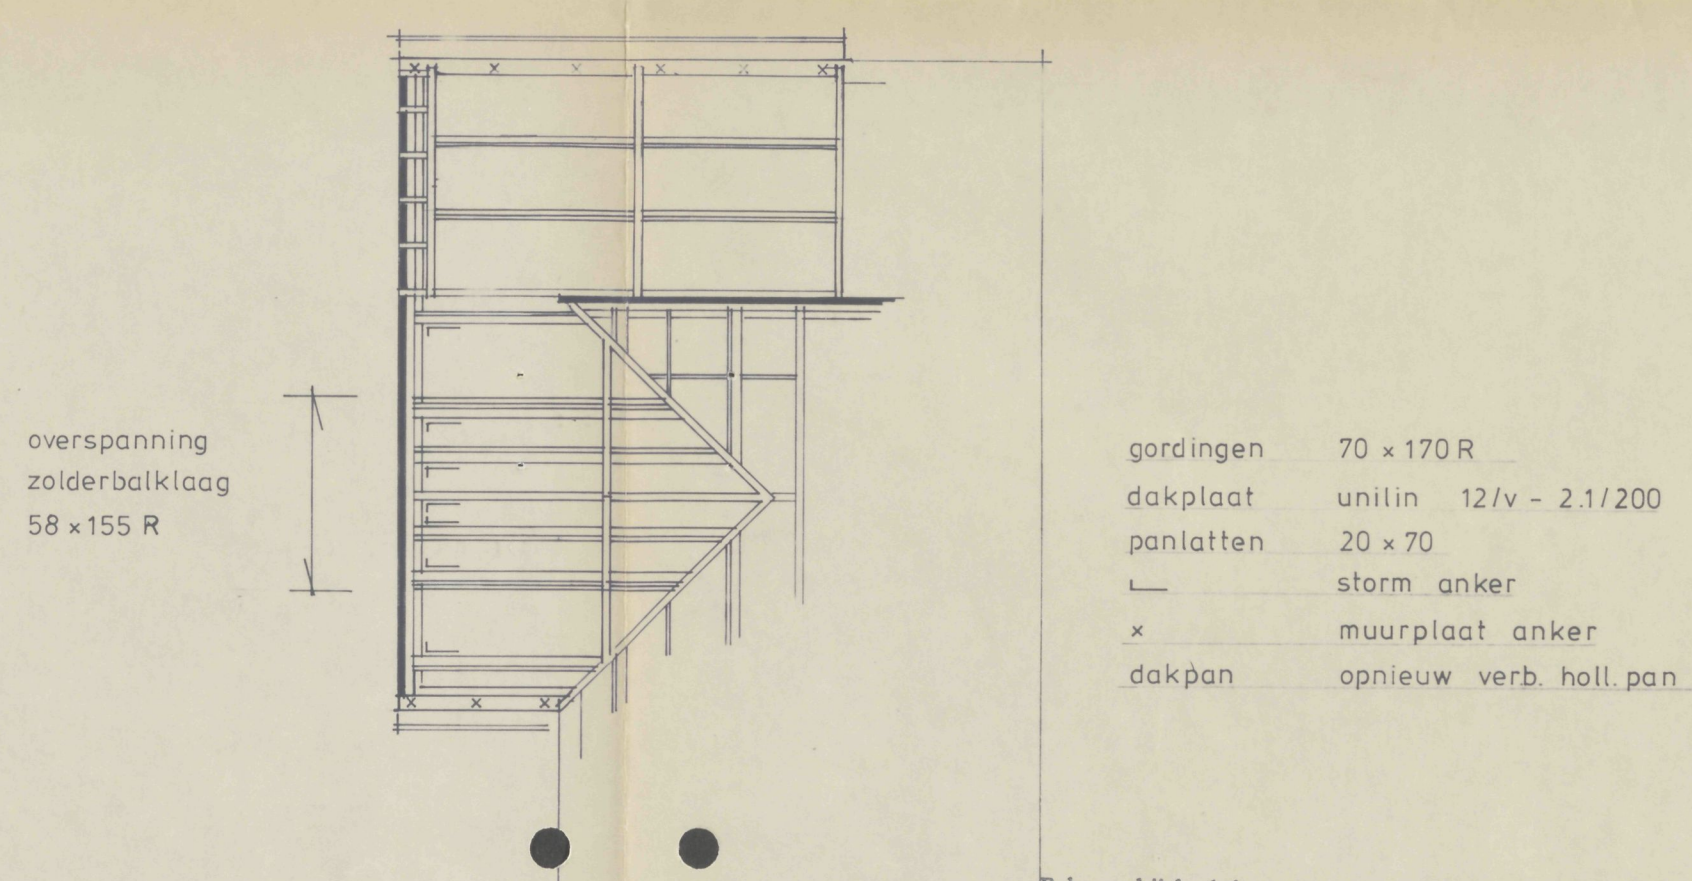 overspanning
zolderbalklaag
58 x 155 R
gordingen 70 x 170 R
dakplaat unilin 12/v - 2.1/200
panlatten 20 x 70
storm anker
x muurplaat anker
dakpan opnieuw verb. holl. pan